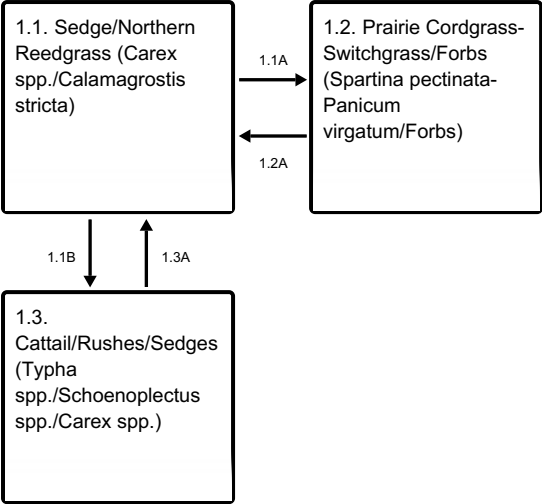 1.1. Sedge/Northern
Reedgrass (Carex
spp./Calamagrostis
stricta)
1.1A
1.2A
1.2. Prairie Cordgrass-
Switchgrass/Forbs
(Spartina pectinata-
Panicum
virgatum/Forbs)
1.1B
1.3A
1.3.
Cattail/Rushes/Sedges
(Typha
spp./Schoenoplectus
spp./Carex spp.)